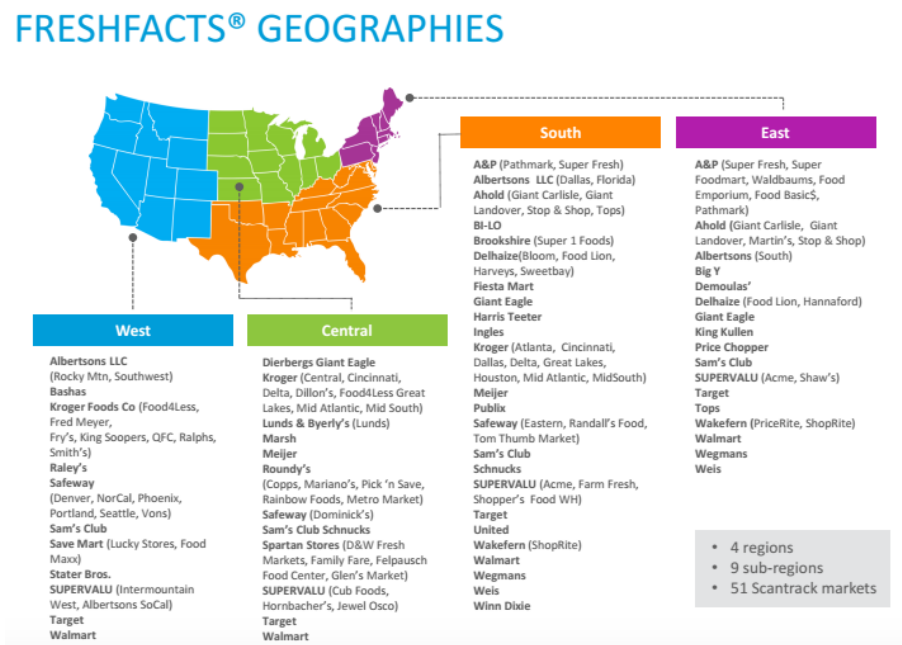 FRESHFACTS® GEOGRAPHIES
West
Albertsons LLC
(Rocky Mtn, Southwest)
Bashas
Kroger Foods Co (Food4Less,
Fred Meyer,
Fry's, King Soopers, QFC, Ralphs,
Smith's)
Raley's
Safeway
(Denver, NorCal, Phoenix,
Portland, Seattle, Vons)
Sam's Club
Save Mart (Lucky Stores, Food
Maxx)
Stater Bros.
SUPERVALU (Intermountain
West, Albertsons SoCal)
Target
Walmart
Central
Dierbergs Giant Eagle
Kroger (Central, Cincinnati,
Delta, Dillon's, Food4Less Great
Lakes, Mid Atlantic, Mid South)
Lunds & Byerly's (Lunds)
Marsh
Meijer
Roundy's
(Copps, Mariano's, Pick 'n Save,
Rainbow Foods, Metro Market)
Safeway (Dominick's)
Sam's Club Schnucks
Spartan Stores (D&W Fresh
Markets, Family Fare, Felpausch
Food Center, Glen's Market)
SUPERVALU (Cub Foods,
Hornbacher's, Jewel Osco)
Target
Walmart
South
A&P (Pathmark, Super Fresh)
Albertsons LLC (Dallas, Florida)
Ahold (Giant Carlisle, Giant
Landover, Stop & Shop, Tops)
BI-LO
Brookshire (Super 1 Foods)
Delhaize(Bloom, Food Lion,
Harveys, Sweetbay)
Fiesta Mart
Giant Eagle
Harris Teeter
Ingles
Kroger (Atlanta, Cincinnati,
Dallas, Delta, Great Lakes,
Houston, Mid Atlantic, MidSouth)
Meijer
Publix
Safeway (Eastern, Randall's Food,
Tom Thumb Market)
Sam's Club
Schnucks
SUPERVALU (Acme, Farm Fresh,
Shopper's Food WH)
Target
United
Wakefern (ShopRite)
Walmart
Wegmans
Weis
Winn Dixie
East
A&P (Super Fresh, Super
Foodmart, Waldbaums, Food
Emporium, Food Basic$,
Pathmark)
Ahold (Giant Carlisle, Giant
Landover, Martin's, Stop & Shop)
Albertsons (South)
Big Y
Demoulas'
Delhaize (Food Lion, Hannaford)
Giant Eagle
King Kullen
Price Chopper
Sam's Club
SUPERVALU (Acme, Shaw's)
Target
Tops
Wakefern (PriceRite, ShopRite)
Walmart
Wegmans
Weis
• 4 regions
• 9 sub-regions
• 51 Scantrack markets